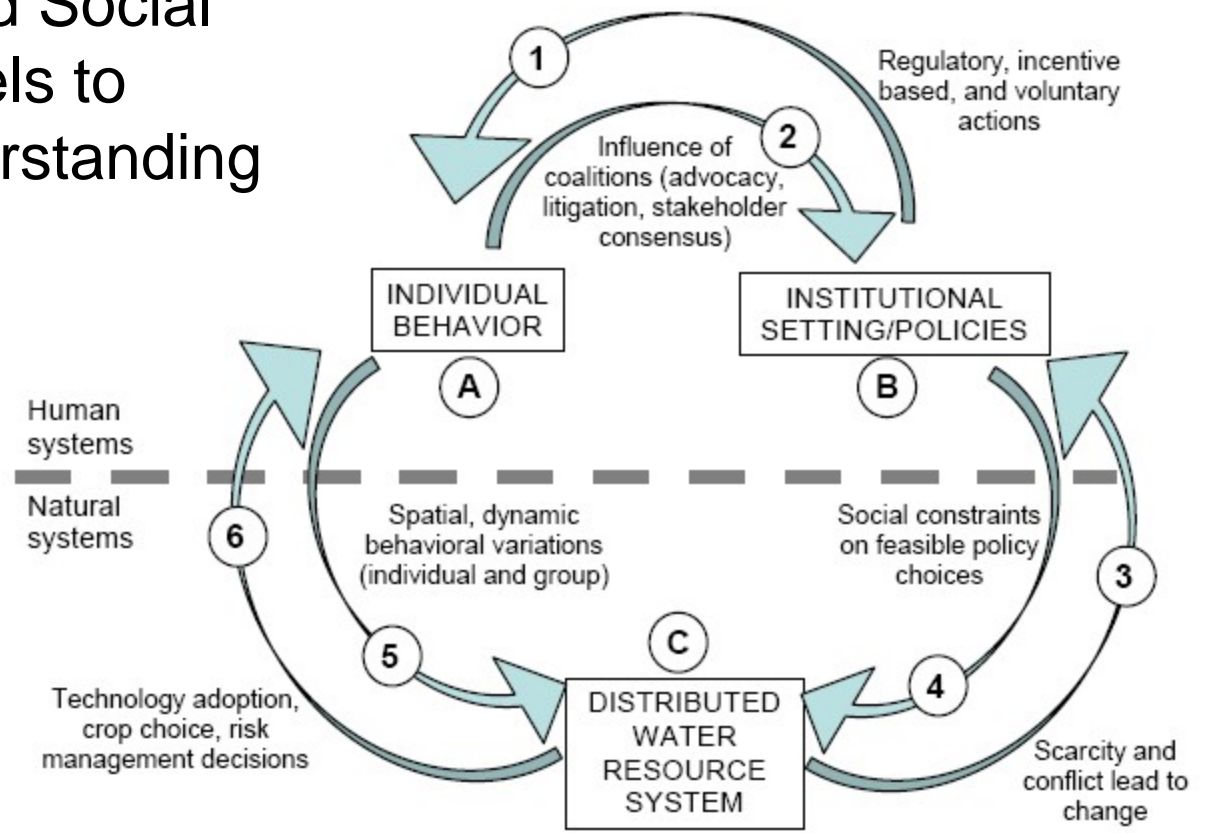 d Social
els to
erstanding
1
Regulatory, incentive
based, and voluntary
actions
2
Influence of
coalitions (advocacy,
litigation, stakeholder
consensus)
INDIVIDUAL
BEHAVIOR
INSTITUTIONAL
SETTING/POLICIES
A
B
Human
systems
Natural
systems
6
Spatial, dynamic
behavioral variations
(individual and group)
Social constraints
on feasible policy
choices
3
5
C
4
Technology adoption,
crop choice, risk
management decisions
DISTRIBUTED
WATER
RESOURCE
SYSTEM
Scarcity and
conflict lead to
change